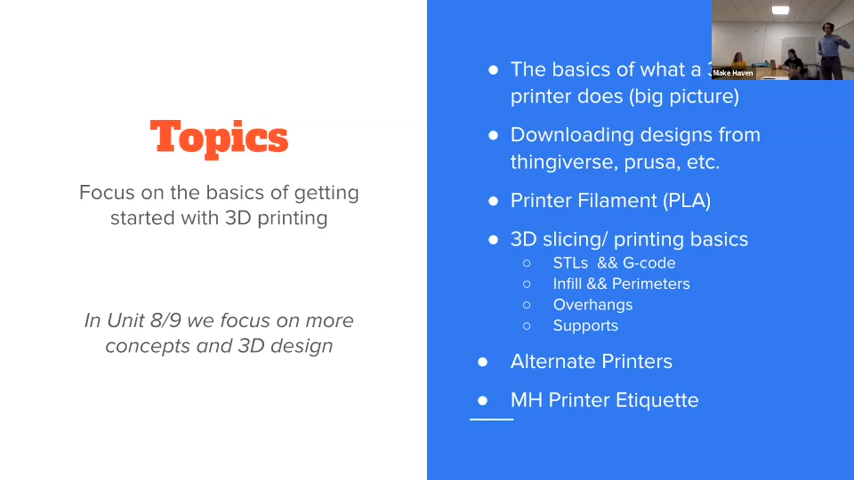 Topics
Focus on the basics of getting
started with 3D printing
In Unit 8/9 we focus on more
concepts and 3D design
The basics of what a
printer does (big picture)
Downloading designs from
thingiverse, prusa, etc.
Printer Filament (PLA)
3D slicing/ printing basics
STLs && G-code
Infill && Perimeters
Overhangs
Supports
Alternate Printers
MH Printer Etiquette
Make Haven